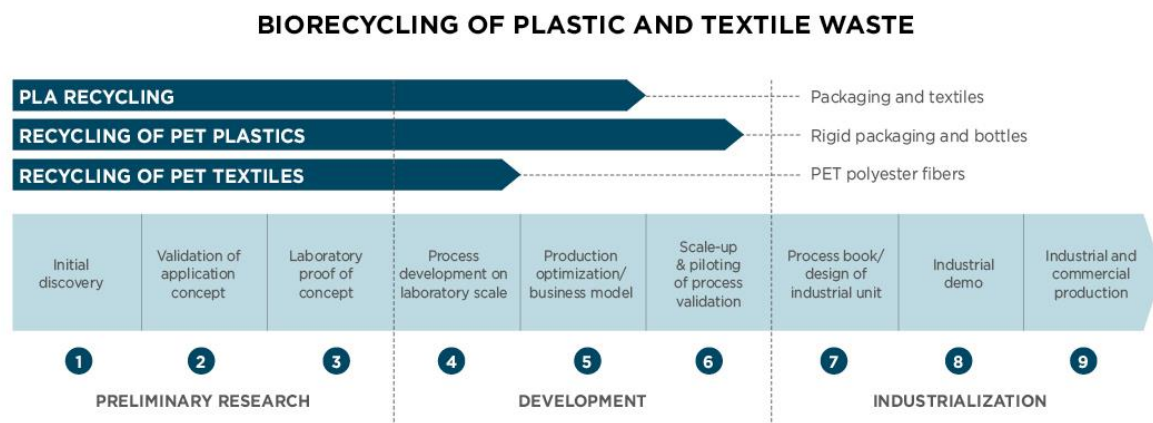 BIORECYCLING OF PLASTIC AND TEXTILE WASTE
PLA RECYCLING
Packaging and textiles
RECYCLING OF PET PLASTICS
Rigid packaging and bottles
RECYCLING OF PET TEXTILES
PET polyester fibers
Initial
discovery
Validation of
application
concept
Laboratory
proof of
concept
Process
development on
laboratory scale
Production
optimization/
business model
Scale-up
& piloting
of process
validation
Process book/
design of
industrial unit
Industrial
demo
Industrial and
commercial
production
1
2
3
4
5
6
7
8
9
PRELIMINARY RESEARCH
DEVELOPMENT
INDUSTRIALIZATION